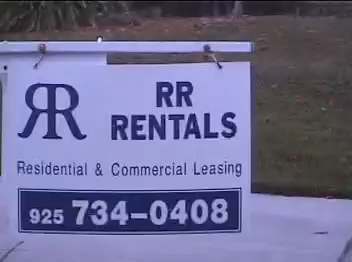 RR
RR
RENTALS
Residential & Commercial Leasing
925 734-0408